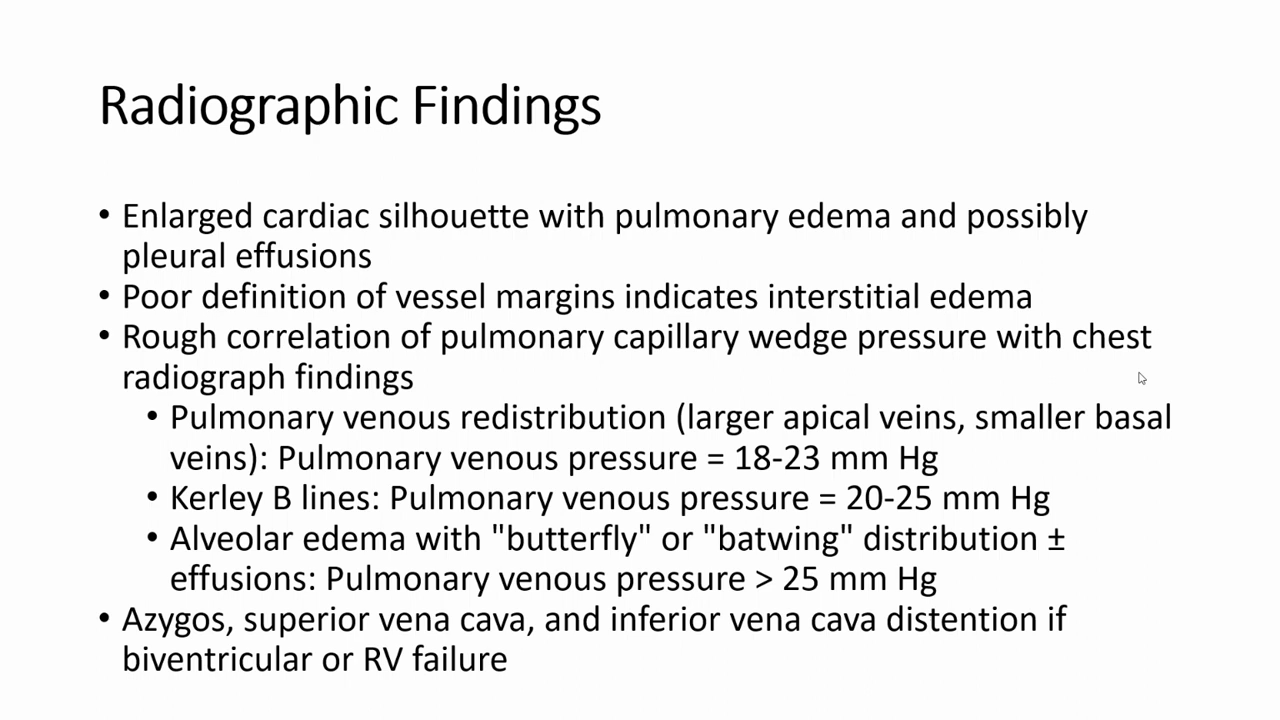 Radiographic Findings
• Enlarged cardiac silhouette with pulmonary edema and possibly
pleural effusions
• Poor definition of vessel margins indicates interstitial edema
• Rough correlation of pulmonary capillary wedge pressure with chest
radiograph findings
• Pulmonary venous redistribution (larger apical veins, smaller basal
veins): Pulmonary venous pressure = 18-23 mm Hg
• Kerley B lines: Pulmonary venous pressure = 20-25 mm Hg
• Alveolar edema with "butterfly" or "batwing" distribution ±
effusions: Pulmonary venous pressure > 25 mm Hg
• Azygos, superior vena cava, and inferior vena cava distention if
biventricular or RV failure